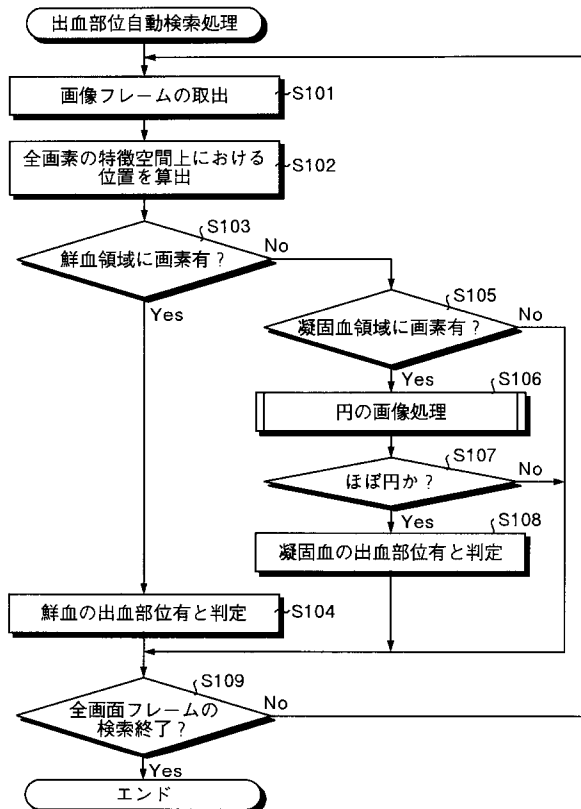 出血部位自動検索処理
画像フレームの取出
S101
全画素の特徴空間上における
位置を算出
S102
鮮血領域に画素有?
S103
No
Yes
凝固血領域に画素有?
S105
No
Yes
円の画像処理
S106
ほぼ円か?
S107
No
Yes
凝固血の出血部位有と判定
S108
鮮血の出血部位有と判定
S104
全画面フレームの
検索終了?
S109
No
Yes
エンド